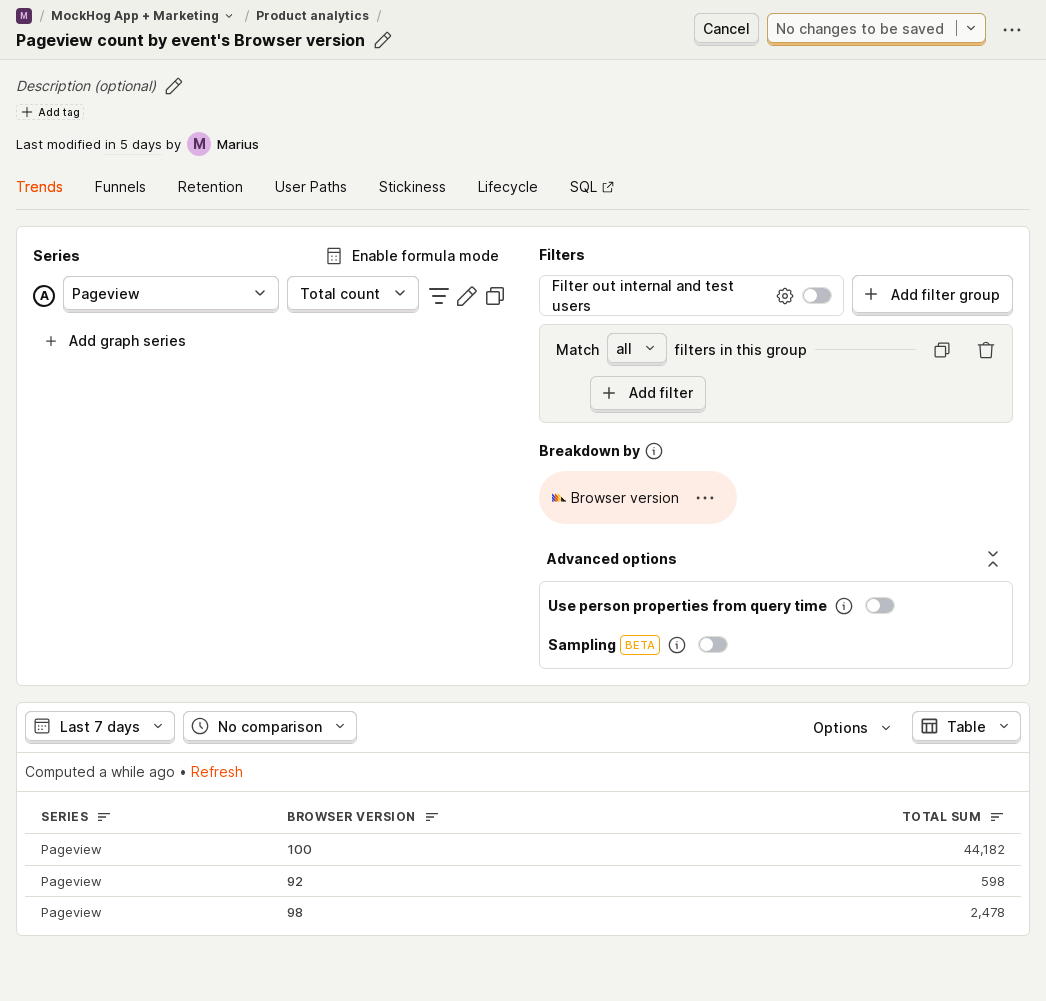 M / MockHog App + Marketing / Product analytics /
Pageview count by event's Browser version
Cancel
No changes to be saved
Description (optional)
Add tag
Last modified in 5 days by M Marius
Trends
Funnels
Retention
User Paths
Stickiness
Lifecycle
SQL
Series
Enable formula mode
A
Pageview
Total count
Add graph series
Filters
Filter out internal and test
users
Add filter group
Match all filters in this group
Add filter
Breakdown by
Browser version
Advanced options
Use person properties from query time
Sampling BETA
Last 7 days
No comparison
Options
Table
Computed a while ago • Refresh
SERIES BROWSER VERSION TOTAL SUM
Pageview 100 44,182
Pageview 92 598
Pageview 98 2,478